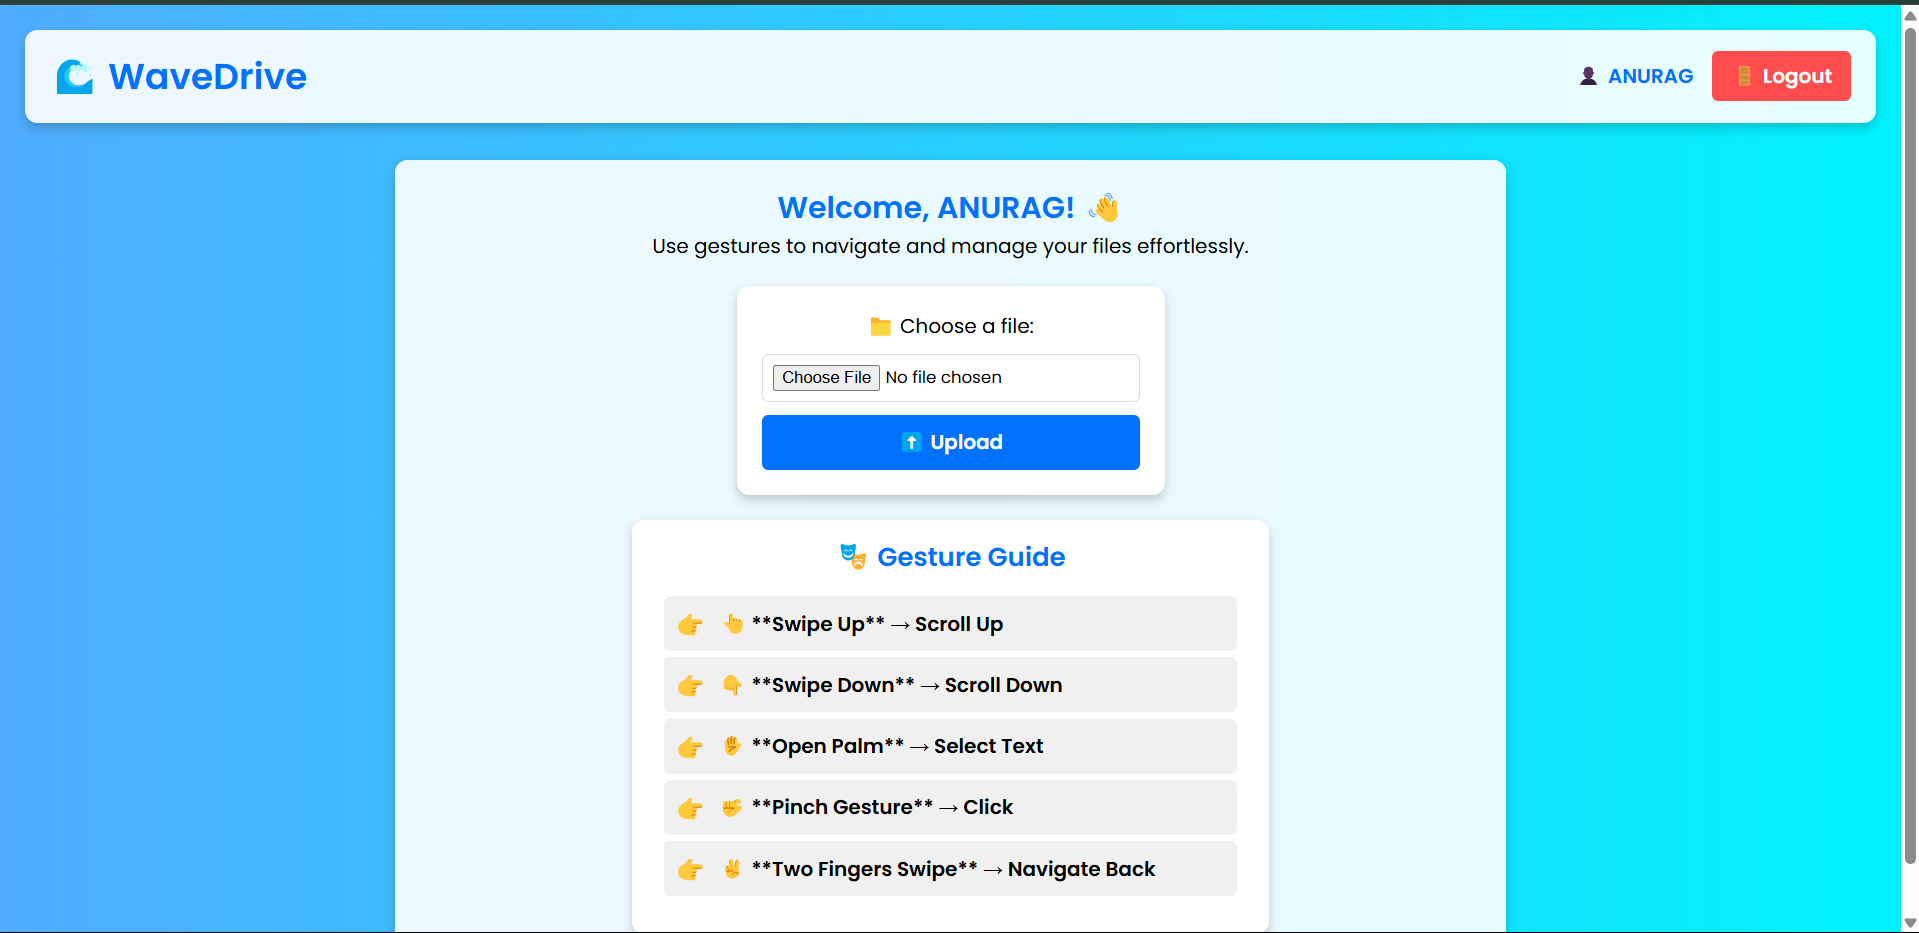 🌊 WaveDrive
👤 ANURAG
🚪 Logout
Welcome, ANURAG! 👋
Use gestures to navigate and manage your files effortlessly.
📁 Choose a file:
Choose File No file chosen
⬆️ Upload
🎭 Gesture Guide
👉 👆 **Swipe Up** → Scroll Up
👉 👇 **Swipe Down** → Scroll Down
👉 ✋ **Open Palm** → Select Text
👉 🤏 **Pinch Gesture** → Click
👉 ✌️ **Two Fingers Swipe** → Navigate Back